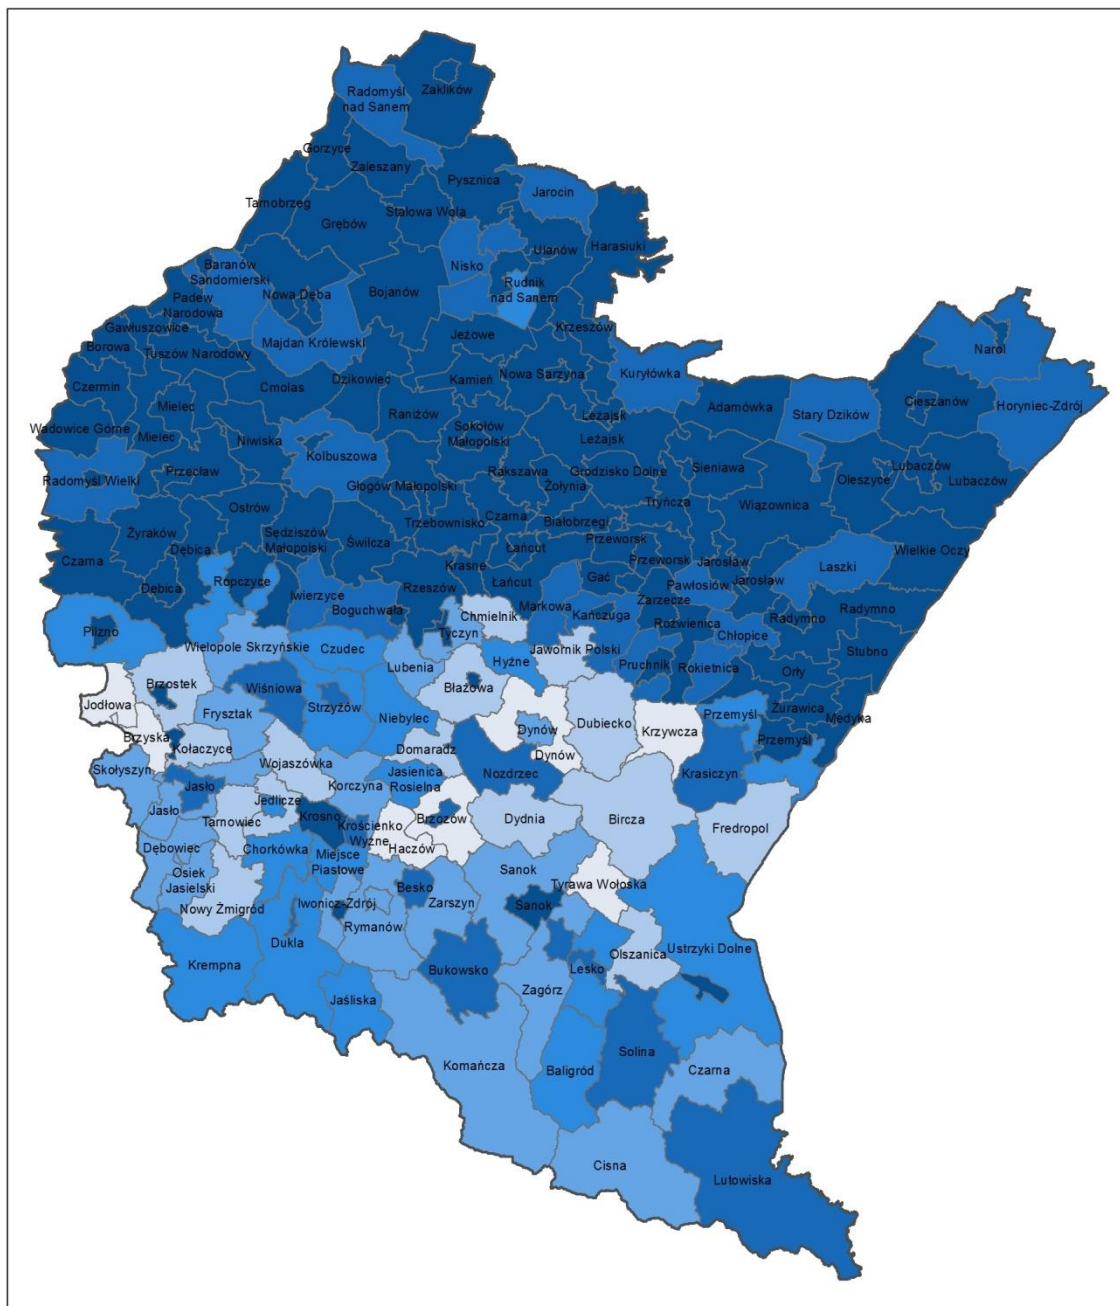 Zaklików
Radomyśl
nad Sanem
Gorzyce
Zaleszany
Pysznica
Jarocin
Tarnobrzeg
Stalowa Wola
Grębów
Ulanów
Harasiuki
Baranów
Sandomierski
Nisko
Nowa Dęba
Bojanów
Rudnik
nad Sanem
Padew
Narodowa
Gawłuszowice
Krzeszów
Borowa
Tuszów Narodowy
Majdan Królewski
Jeżowe
Narol
Czermin
Cmolas
Dzikowiec
Kamień
Nowa Sarzyna
Kuryłówka
Cieszanów
Horyniec-Zdrój
Mielec
Raniżów
Leżajsk
Adamówka
Stary Dzików
Wadowice Górne
Mielec
Niwiska
Sokołów
Małopolski
Leżajsk
Kolbuszowa
Radomyśl Wielki
Przecław
Rakszawa
Grodzisko Dolne
Sieniawa
Lubaczów
Oleszyce
Lubaczów
Głogów Małopolski
Żołynia
Ostrów
Tryńcza
Wiązownica
Żyraków
Sędziszów
Małopolski
Trzebownisko
Czarna
Białobrzegi
Świlcza
Przeworsk
Wielkie Oczy
Dębica
Łańcut
Czarna
Krasne
Przeworsk
Jarosław
Laszki
Ropczyce
Dębica
Iwierzyce
Rzeszów
Łańcut
Gać
Pawłosiów
Jarosław
Boguchwała
Markowa
Kańczuga
Zarzecze
Radymno
Chmielnik
Roźwienica
Radymno
Pilzno
Tyczyn
Chłopice
Stubno
Wielopole Skrzyńskie
Czudec
Jawornik Polski
Lubenia
Hyżne
Pruchnik
Rokietnica
Orły
Brzostek
Wiśniowa
Błażowa
Jodłowa
Strzyżów
Żurawica
Frysztak
Niebylec
Dubiecko
Przemyśl
Medyka
Brzyska
Dynów
Krzywcza
Kołaczyce
Domaradz
Dynów
Przemyśl
Skołyszyn
Wojaszówka
Jasienica
Rosielna
Nozdrzec
Krasiczyn
Jasło
Korczyna
Jedlicze
Jasło
Krosno
Brzozów
Tarnowiec
Krościenko
Wyżne
Dydnia
Bircza
Fredropol
Dębowiec
Chorkówka
Haczów
Miejsce
Piastowe
Osiek
Jasielski
Sanok
Tyrawa Wołoska
Besko
Iwonicz-Zdrój
Zarszyn
Sanok
Nowy Żmigród
Rymanów
Dukla
Ustrzyki Dolne
Olszanica
Krempna
Bukowsko
Lesko
Jaśliska
Zagórz
Solina
Komańcza
Baligród
Czarna
Cisna
Lutowiska